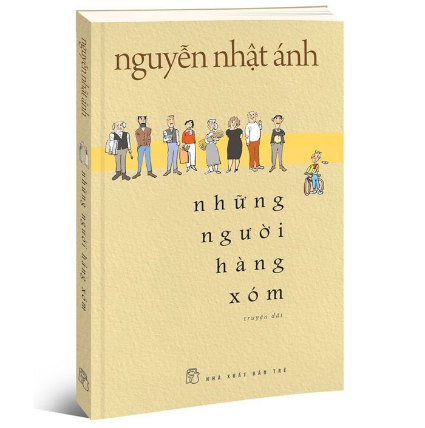 nguyễn nhật ánh
những
người
hàng
xóm
truyện dài
NHÀ XUẤT BẢN TRẺ
nguyễn nhật ánh
những người hàng xóm